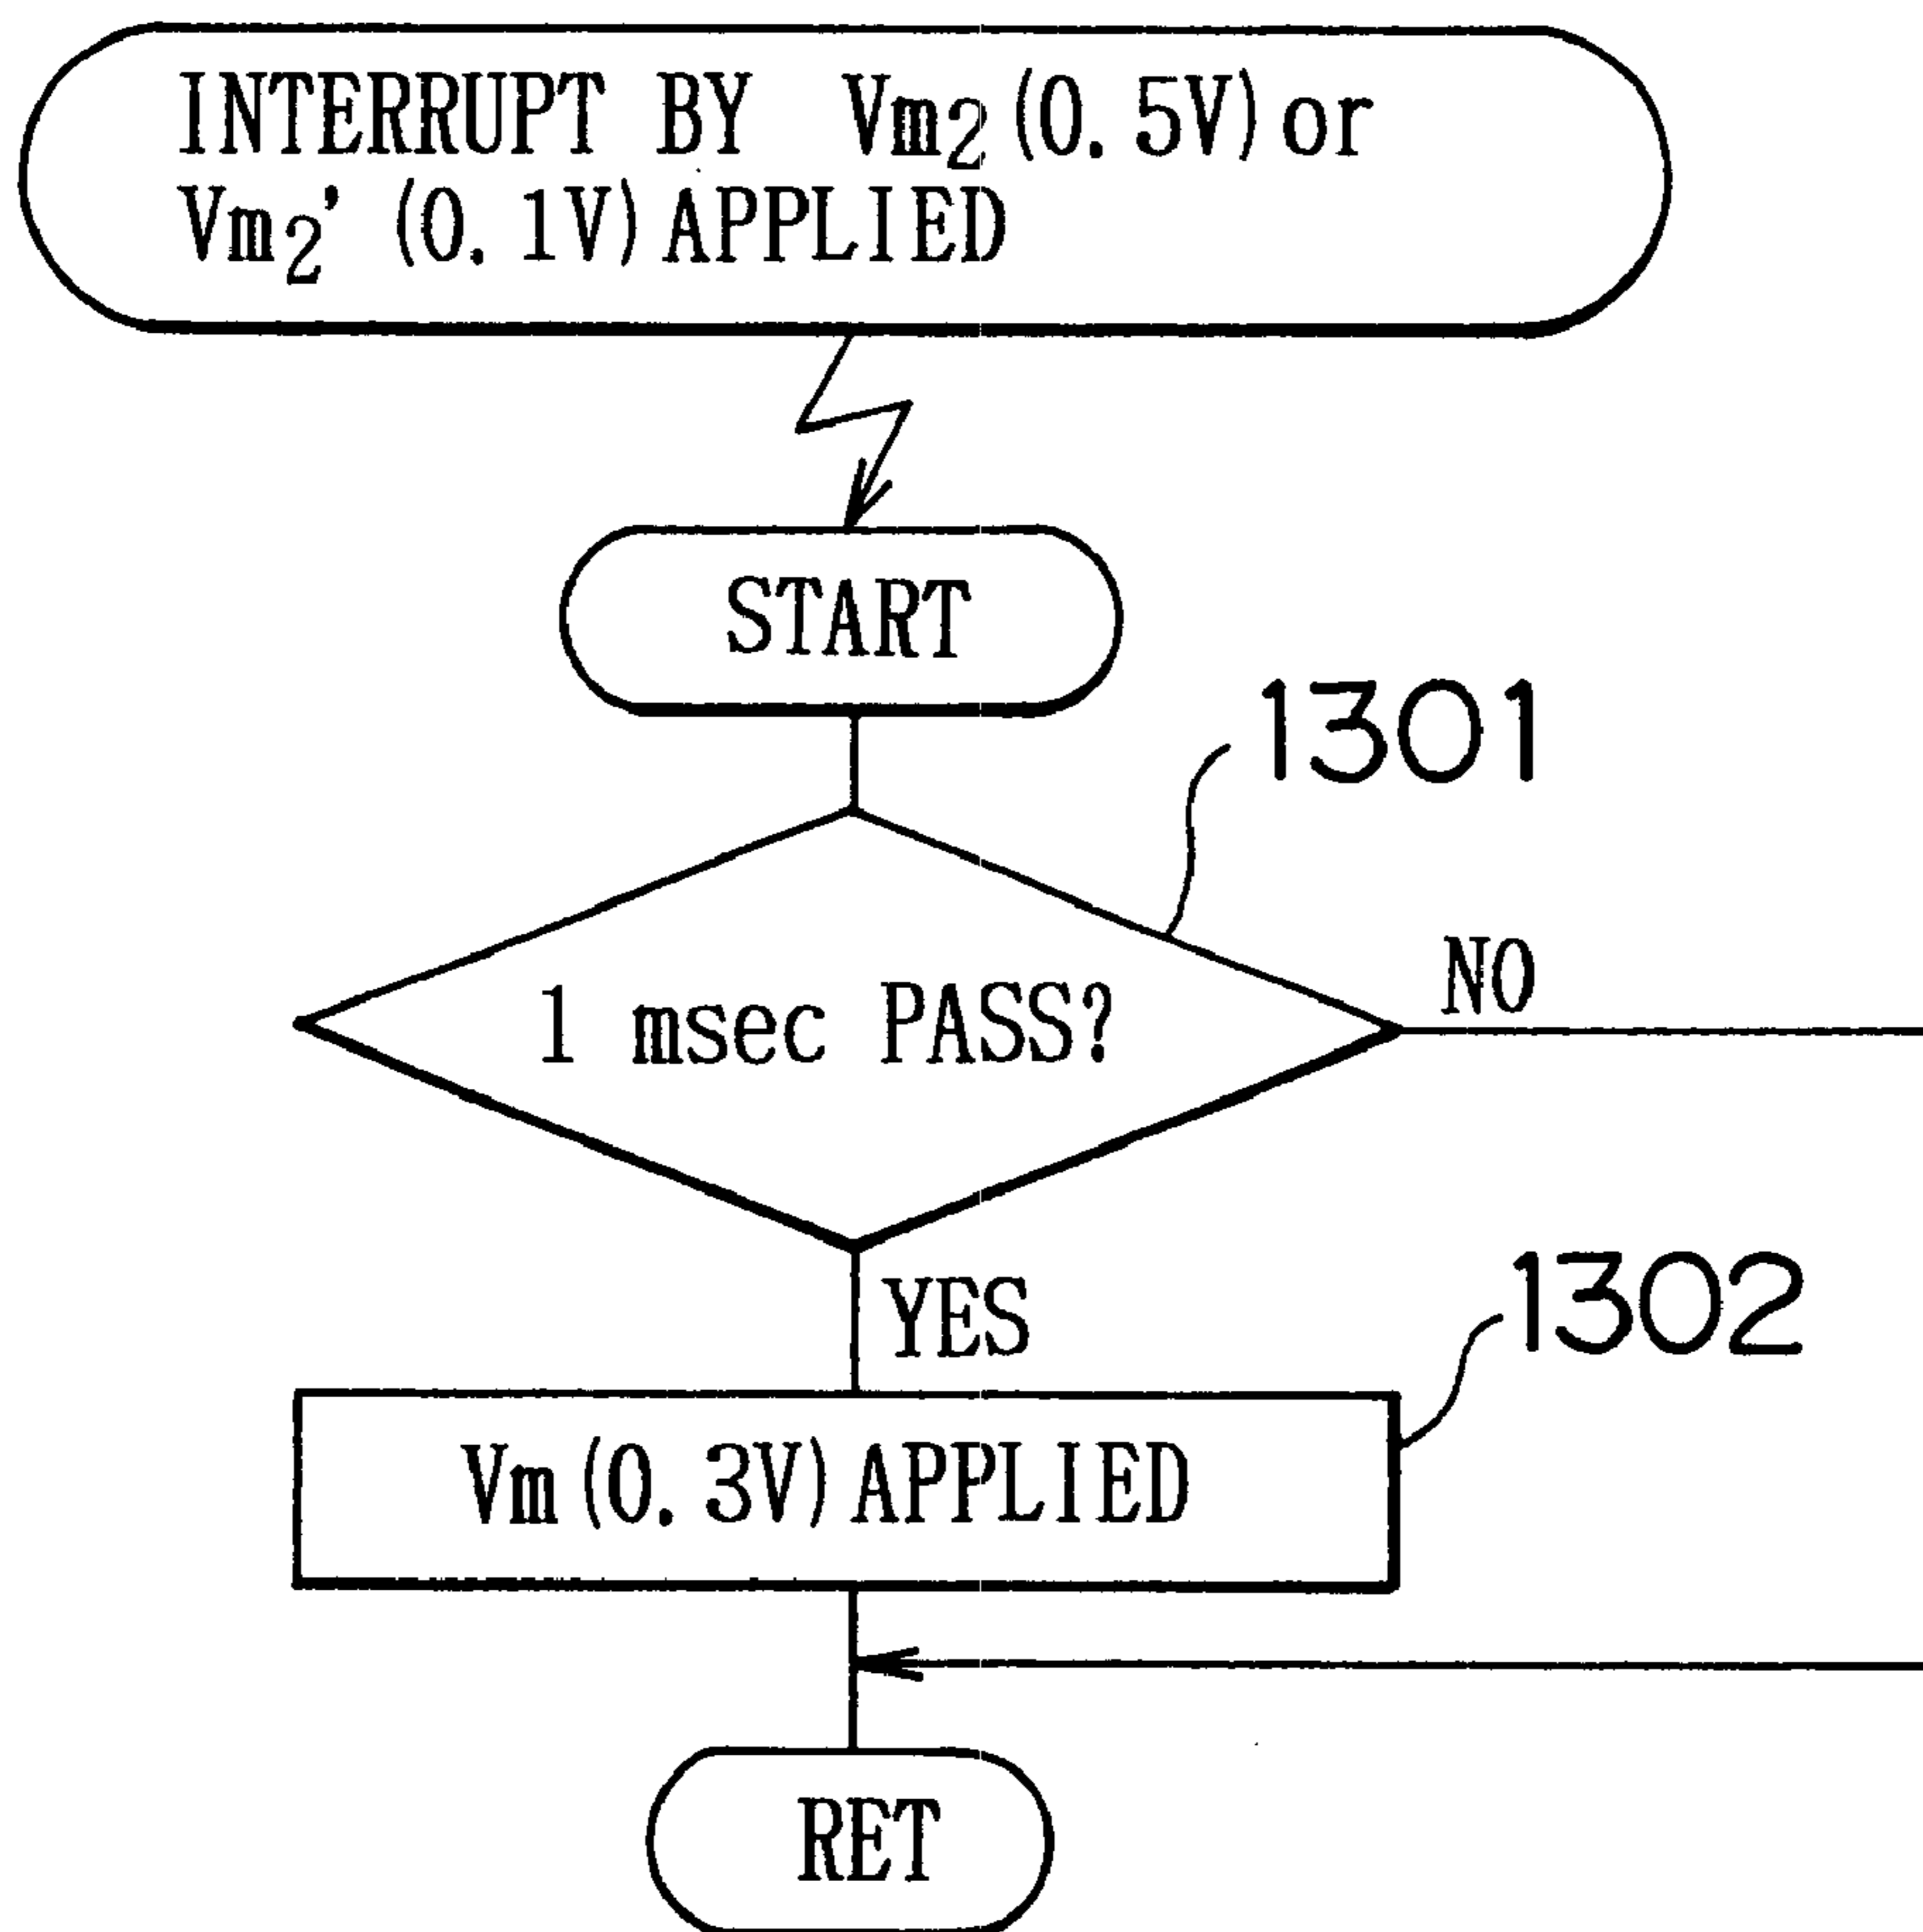 INTERRUPT BY Vm₂(0.5V)or
Vm₂'(0.1V)APPLIED
START
1301
1 msec PASS?
NO
YES
1302
Vm(0.3V)APPLIED
RET